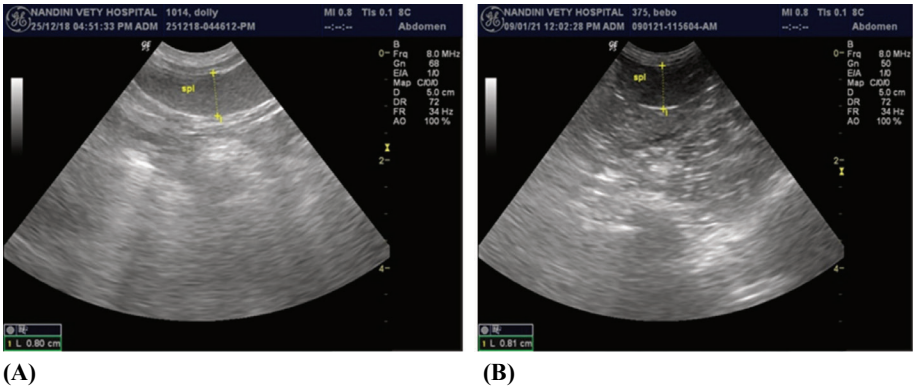 NANDINI VETY HOSPITAL 1014, dolly MI 0.8 TIs 0.1 8C
25/12/18 04:51:33 PM ADM 251218-044612-PM --:--:-- Abdomen
B
Frq 8.0 MHz
Gn 68
E/A 1/0
Map C/0/0
D 5.0 cm
DR 72
FR 34 Hz
AO 100 %
0
2
4
spl
1
1 L 0.80 cm
(A)
NANDINI VETY HOSPITAL 375, bebo MI 0.8 TIs 0.1 8C
09/01/21 12:02:28 PM ADM 090121-115604-AM --:--:-- Abdomen
B
Frq 8.0 MHz
Gn 50
E/A 1/0
Map C/0/0
D 5.0 cm
DR 72
FR 34 Hz
AO 100 %
0
2
4
spl
1
1 L 0.81 cm
(B)